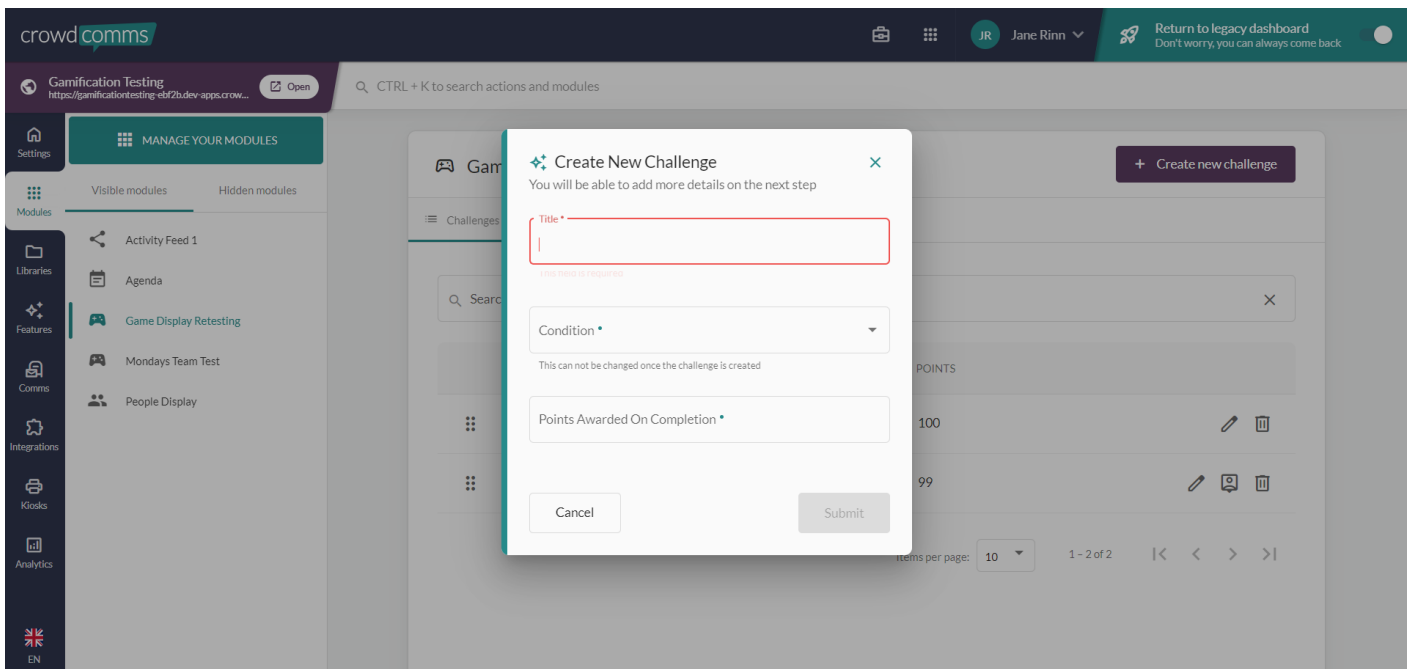 crowdcomms
JR
Jane Rinn
Return to legacy dashboard
Don't worry, you can always come back
Gamification Testing
https://gamificationtesting-ebf2b.dev-apps.crow...
Open
CTRL + K to search actions and modules
Settings
Modules
Libraries
Features
Comms
Integrations
Kiosks
Analytics
EN
MANAGE YOUR MODULES
Visible modules
Hidden modules
Activity Feed 1
Agenda
Game Display Retesting
Mondays Team Test
People Display
Gam
+ Create new challenge
Challenges
Searc
POINTS
100
99
Items per page:
10
1 – 2 of 2
Create New Challenge
You will be able to add more details on the next step
Title *
This field is required
Condition *
This can not be changed once the challenge is created
Points Awarded On Completion *
Cancel
Submit